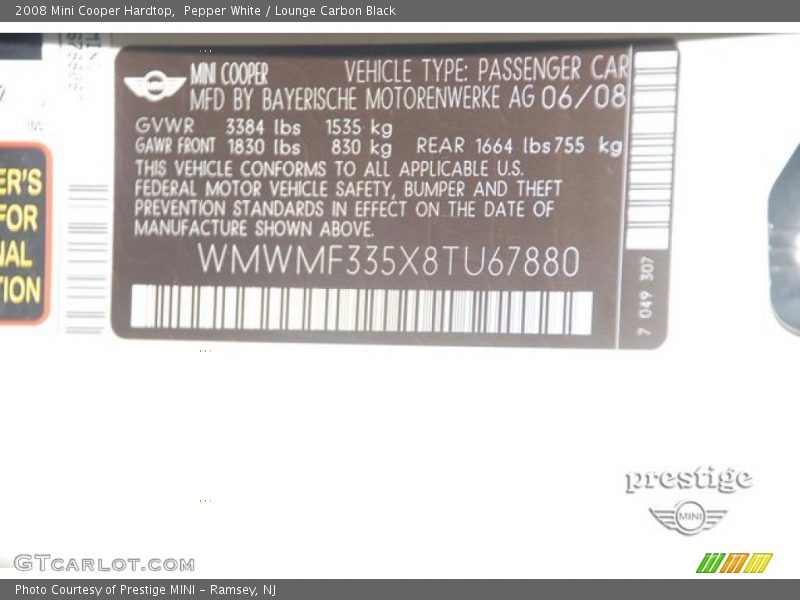 2008 Mini Cooper Hardtop,  Pepper White / Lounge Carbon Black
MINI COOPER VEHICLE TYPE: PASSENGER CAR
MFD BY BAYERISCHE MOTORENWERKE AG 06/08
GVWR 3384 lbs 1535 kg
GAWR FRONT 1830 lbs 830 kg REAR 1664 lbs 755 kg
THIS VEHICLE CONFORMS TO ALL APPLICABLE U.S.
FEDERAL MOTOR VEHICLE SAFETY, BUMPER AND THEFT
PREVENTION STANDARDS IN EFFECT ON THE DATE OF
MANUFACTURE SHOWN ABOVE.
WMWMF335X8TU67880
7 049 307
ER'S
FOR
NAL
TION
prestige
MINI
GTCARLOT.COM
Photo Courtesy of Prestige MINI - Ramsey, NJ